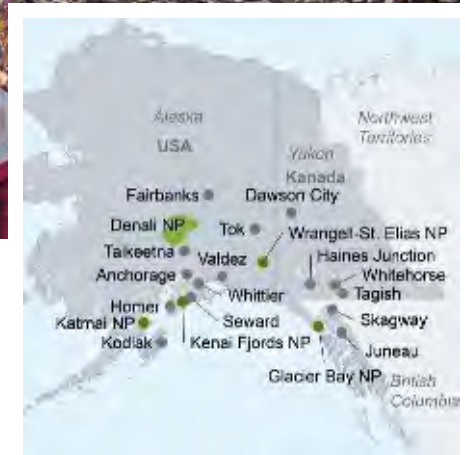 Alaska
Northwest
Territories
USA
Yukon
Kanada
Fairbanks
Dawson City
Denali NP
Tok
Wrangell-St. Elias NP
Talkeetna
Valdez
Haines Junction
Anchorage
Whitehorse
Whittier
Tagish
Homer
Seward
Skagway
Katmai NP
Kodiak
Kenai Fjords NP
Juneau
Glacier Bay NP
British
Columbia